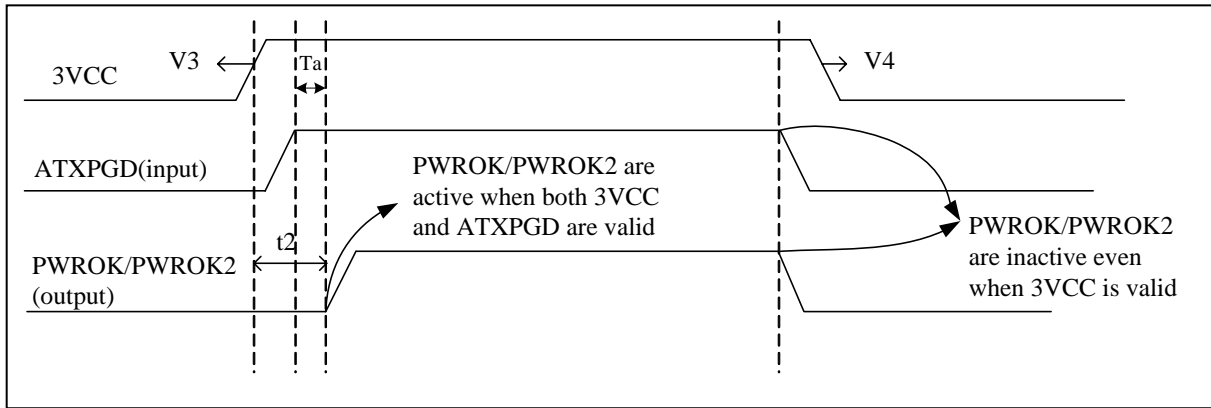 V3
3VCC
Ta
V4
ATXPGD(input)
PWROK/PWROK2 are
active when both 3VCC
and ATXPGD are valid
t2
PWROK/PWROK2
(output)
PWROK/PWROK2
are inactive even
when 3VCC is valid